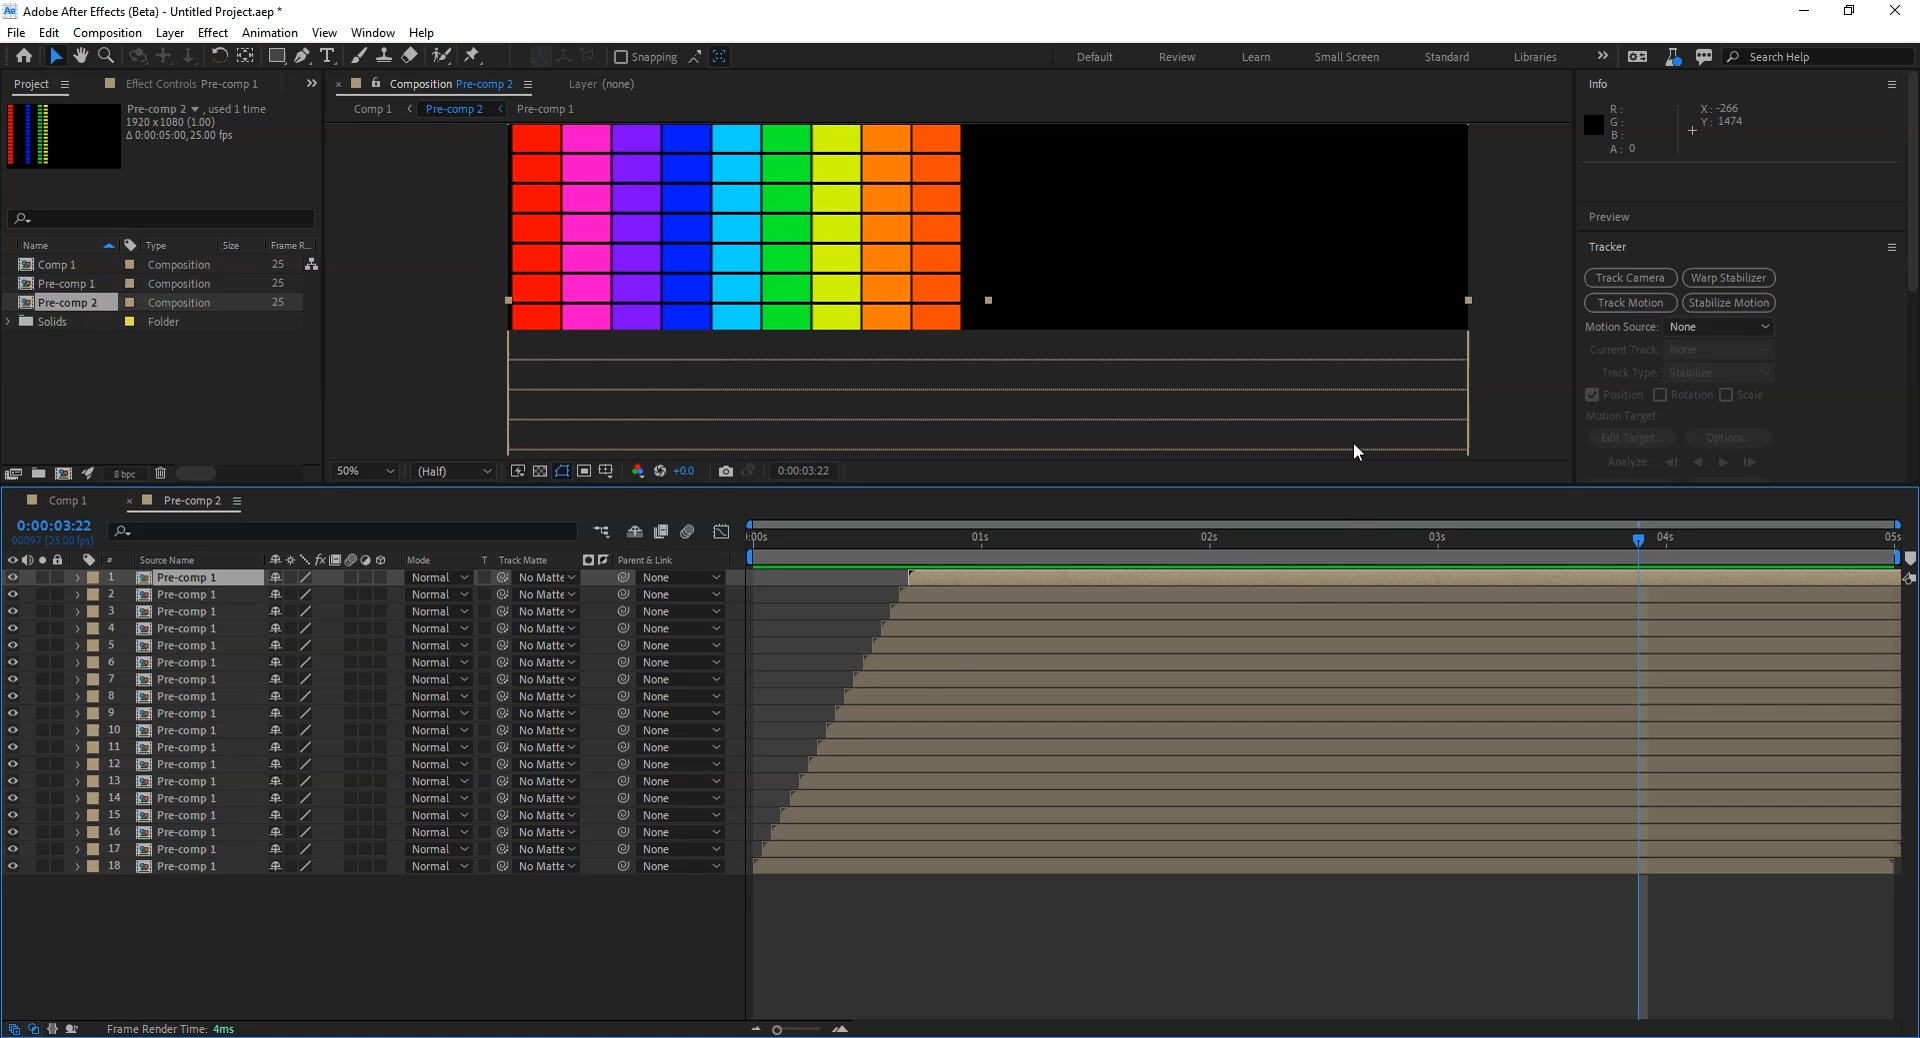 Adobe After Effects (Beta) - Untitled Project.aep *
File Edit Composition Layer Effect Animation View Window Help
Snapping Default Review Learn Small Screen Standard Libraries Search Help
Project Effect Controls Pre-comp 1
Composition Pre-comp 2 Layer (none)
Info
Pre-comp 2 , used 1 time
1920 x 1080 (1.00)
Δ 0:00:05:00, 25.00 fps
Comp 1 Pre-comp 2 Pre-comp 1
R : X : -266
G : Y : 1474
B :
A : 0
Preview
Tracker
Name Type Size Frame R...
Comp 1 Composition 25
Pre-comp 1 Composition 25
Pre-comp 2 Composition 25
Solids Folder
Track Camera Warp Stabilizer
Track Motion Stabilize Motion
Motion Source: None
Current Track: None
Track Type: Stabilize
Position Rotation Scale
Motion Target:
Edit Target... Options...
Analyze:
8 bpc
50% (Half) +0.0 0:00:03:22
Comp 1 Pre-comp 2
0:00:03:22
00097 (25.00 fps)
:00s 01s 02s 03s 04s 05s
# Source Name Mode T Track Matte Parent & Link
1 Pre-comp 1 Normal No Matte None
2 Pre-comp 1 Normal No Matte None
3 Pre-comp 1 Normal No Matte None
4 Pre-comp 1 Normal No Matte None
5 Pre-comp 1 Normal No Matte None
6 Pre-comp 1 Normal No Matte None
7 Pre-comp 1 Normal No Matte None
8 Pre-comp 1 Normal No Matte None
9 Pre-comp 1 Normal No Matte None
10 Pre-comp 1 Normal No Matte None
11 Pre-comp 1 Normal No Matte None
12 Pre-comp 1 Normal No Matte None
13 Pre-comp 1 Normal No Matte None
14 Pre-comp 1 Normal No Matte None
15 Pre-comp 1 Normal No Matte None
16 Pre-comp 1 Normal No Matte None
17 Pre-comp 1 Normal No Matte None
18 Pre-comp 1 Normal No Matte None
Frame Render Time: 4ms